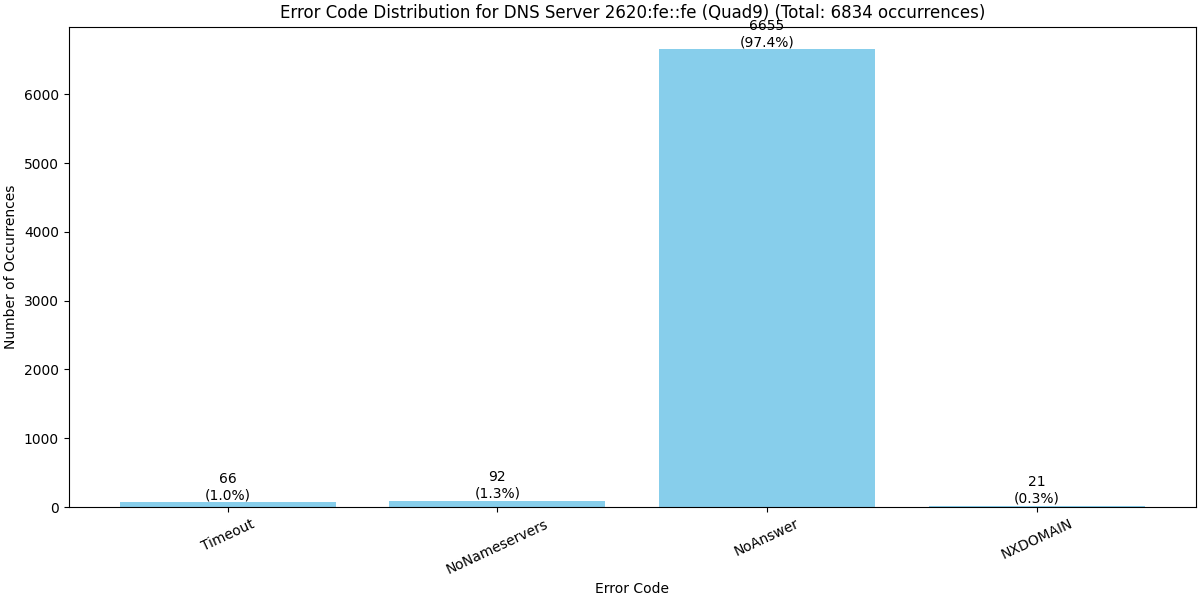 Error Code Distribution for DNS Server 2620:fe::fe (Quad9) (Total: 6834 occurrences)
6655
(97.4%)
6000
5000
4000
3000
2000
1000
0
Number of Occurrences
66
(1.0%)
92
(1.3%)
21
(0.3%)
Timeout
NoNameservers
NoAnswer
NXDOMAIN
Error Code